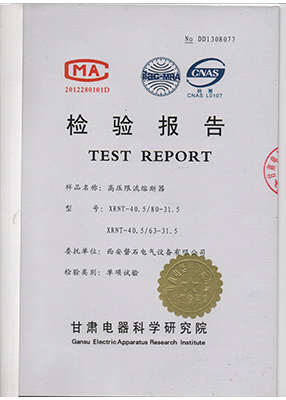 No DD1308077
MA
ilac-MRA
CNAS
2012280101D
检测
CNAS L0107
检验报告
TEST REPORT
样品名称：高压限流熔断器
型　　号：XRNT-40.5/80-31.5
XRNT-40.5/63-31.5
委托单位：西安磐石电气设备有限公司
检验类别：单项试验
甘肃电器科学研究院
Gansu Electric Apparatus Research Institute